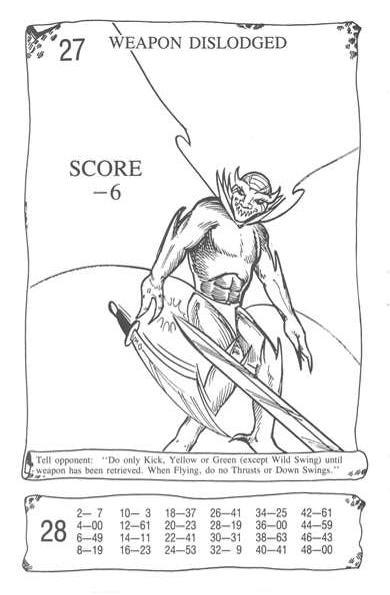 27 WEAPON DISLODGED
SCORE
–6
Tell opponent: "Do only Kick, Yellow or Green (except Wild Swing) until
weapon has been retrieved. When Flying, do no Thrusts or Down Swings."
28
2— 7 10— 3 18—37 26—41 34—25 42—61
4—00 12—61 20—23 28—19 36—00 44—59
6—49 14—11 22—41 30—31 38—63 46—43
8—19 16—23 24—53 32— 9 40—41 48—00